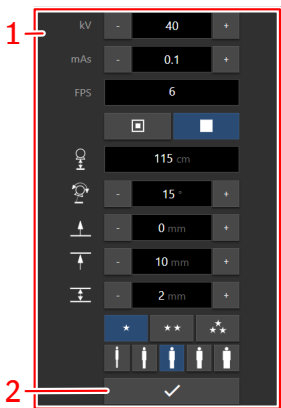 1
kV - 40 +
mAs - 0.1 +
FPS 6
115 cm
- 15 ° +
- 0 mm +
- 10 mm +
- 2 mm +
2